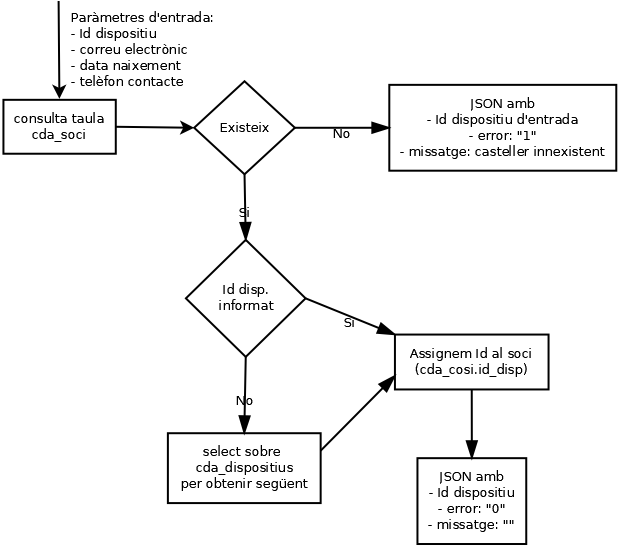 Paràmetres d'entrada:
- Id dispositiu
- correu electrònic
- data naixement
- telèfon contacte
consulta taula
cda_soci
Existeix
No
JSON amb
- Id dispositiu d'entrada
- error: "1"
- missatge: casteller innexistent
Si
Id disp.
informat
Si
Assignem Id al soci
(cda_cosi.id_disp)
No
select sobre
cda_dispositius
per obtenir següent
JSON amb
- Id dispositiu
- error: "0"
- missatge: ""